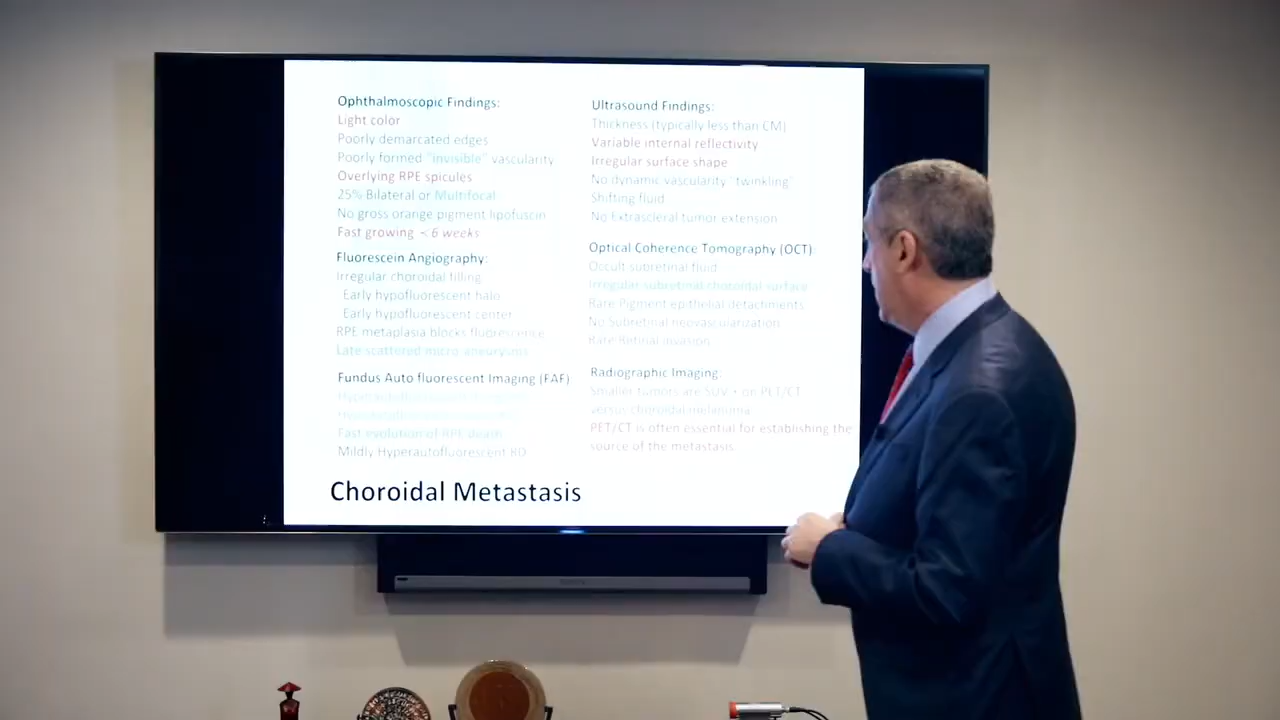 Ophthalmoscopic Findings:
Light color
Poorly demarcated edges
Poorly formed "invisible" vascularity
Overlying RPE spicules
25% Bilateral or Multifocal
No gross orange pigment lipofuscin
Fast growing < 6 weeks
Fluorescein Angiography:
Irregular choroidal filling
Early hypofluorescent halo
Early hypofluorescent center
RPE metaplasia blocks fluorescence
Late scattered micro-aneurysms
Fundus Auto fluorescent Imaging (FAF)
Fast evolution of RPE death
Mildly Hyperautofluorescent RD
Ultrasound Findings:
Thickness (typically less than CM)
Variable internal reflectivity
Irregular surface shape
No dynamic vascularity "twinkling"
Shifting fluid
No Extrascleral tumor extension
Optical Coherence Tomography (OCT):
Occult subretinal fluid
Irregular subretinal choroidal surface
Rare Pigment epithelial detachments
No Subretinal neovascularization
Rare Retinal invasion
Radiographic Imaging:
Smaller tumors are SUV + on PET/CT
versus choroidal melanoma
PET/CT is often essential for establishing the
source of the metastasis.
Choroidal Metastasis